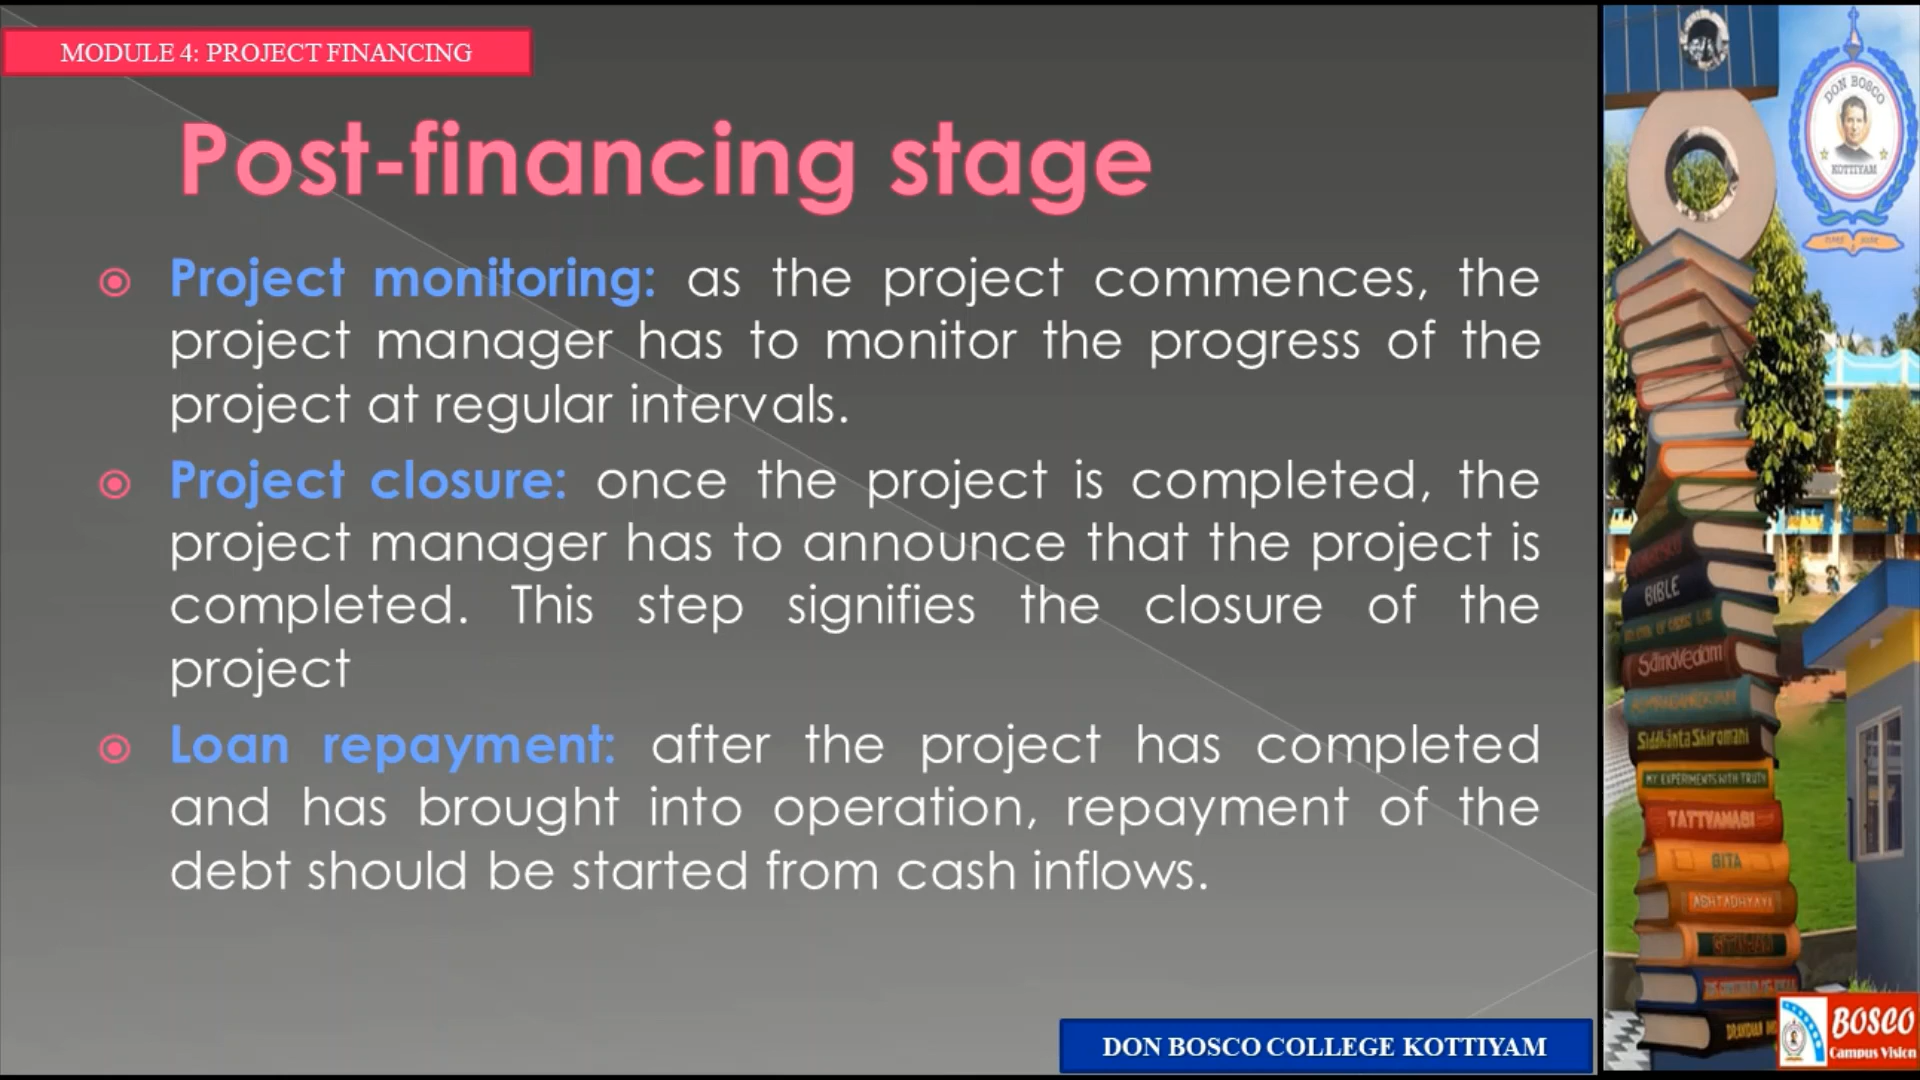 MODULE 4: PROJECT FINANCING
Post-financing stage
Project monitoring: as the project commences, the
project manager has to monitor the progress of the
project at regular intervals.
Project closure: once the project is completed, the
project manager has to announce that the project is
completed. This step signifies the closure of the
project
Loan repayment: after the project has completed
and has brought into operation, repayment of the
debt should be started from cash inflows.
DON BOSCO COLLEGE KOTTIYAM
DON BOSCO
KOTTIYAM
BIBLE
SamaVedam
Siddhanta Shiromani
MY EXPERIMENTS WITH TRUTH
TATTVAMASI
GITA
ASHTADHYAYI
BOSCO
Campus Vision